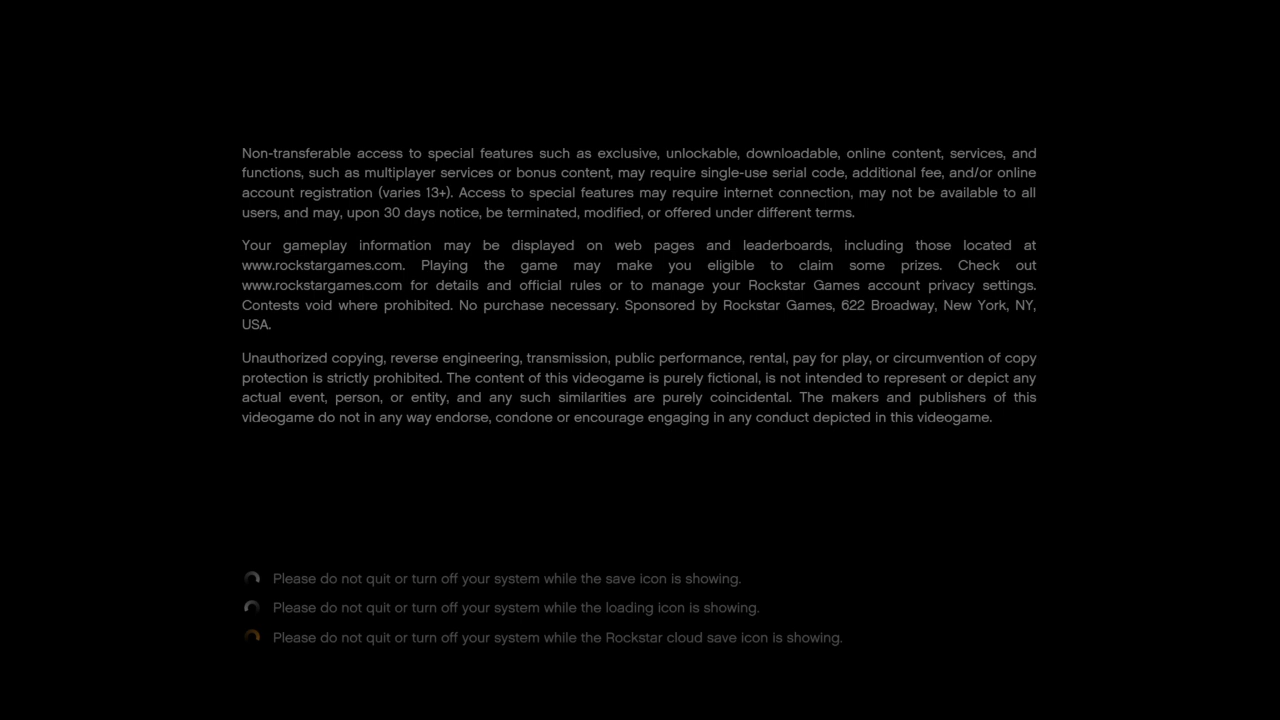 Non-transferable access to special features such as exclusive, unlockable, downloadable, online content, services, and
functions, such as multiplayer services or bonus content, may require single-use serial code, additional fee, and/or online
account registration (varies 13+). Access to special features may require internet connection, may not be available to all
users, and may, upon 30 days notice, be terminated, modified, or offered under different terms.
Your gameplay information may be displayed on web pages and leaderboards, including those located at
www.rockstargames.com. Playing the game may make you eligible to claim some prizes. Check out
www.rockstargames.com for details and official rules or to manage your Rockstar Games account privacy settings.
Contests void where prohibited. No purchase necessary. Sponsored by Rockstar Games, 622 Broadway, New York, NY,
USA.
Unauthorized copying, reverse engineering, transmission, public performance, rental, pay for play, or circumvention of copy
protection is strictly prohibited. The content of this videogame is purely fictional, is not intended to represent or depict any
actual event, person, or entity, and any such similarities are purely coincidental. The makers and publishers of this
videogame do not in any way endorse, condone or encourage engaging in any conduct depicted in this videogame.
Please do not quit or turn off your system while the save icon is showing.
Please do not quit or turn off your system while the loading icon is showing.
Please do not quit or turn off your system while the Rockstar cloud save icon is showing.